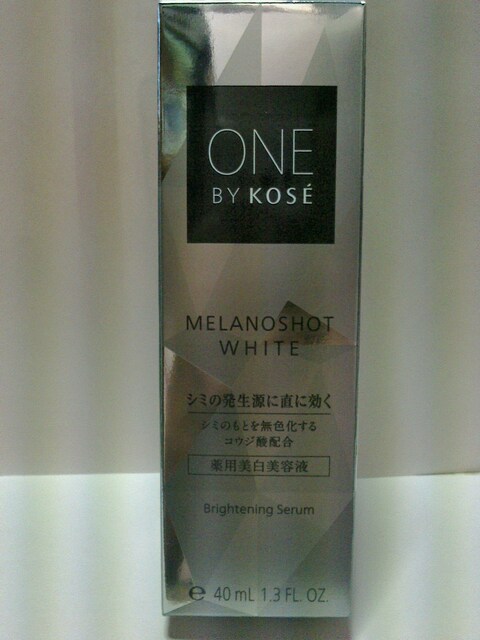 ONE
BY KOSÉ
MELANOSHOT
WHITE
シミの発生源に直に効く
シミのもとを無色化する
コウジ酸配合
薬用美白美容液
Brightening Serum
℮ 40 mL 1.3 FL. OZ.